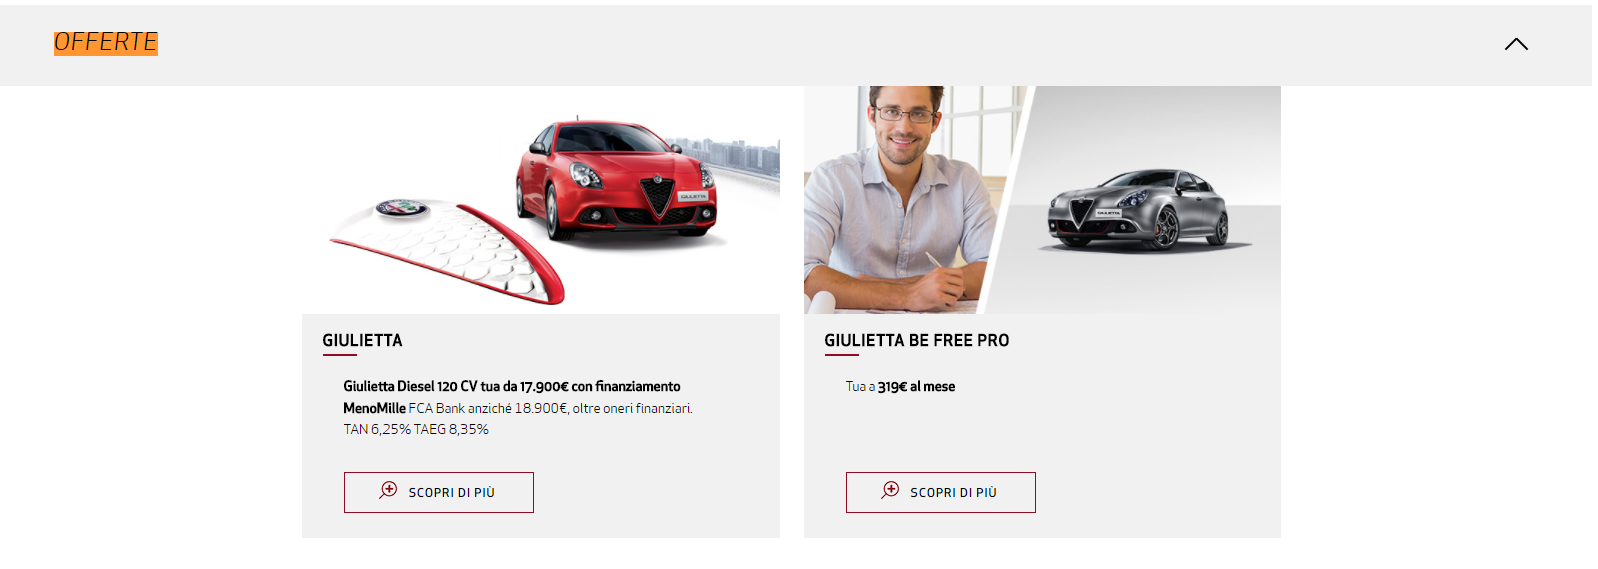 OFFERTE
GIULIETTA
GIULIETTA
GIULIETTA
GIULIETTA BE FREE PRO
Giulietta Diesel 120 CV tua da 17.900€ con finanziamento
MenoMille FCA Bank anziché 18.900€, oltre oneri finanziari.
TAN 6,25% TAEG 8,35%
Tua a 319€ al mese
SCOPRI DI PIÙ
SCOPRI DI PIÙ